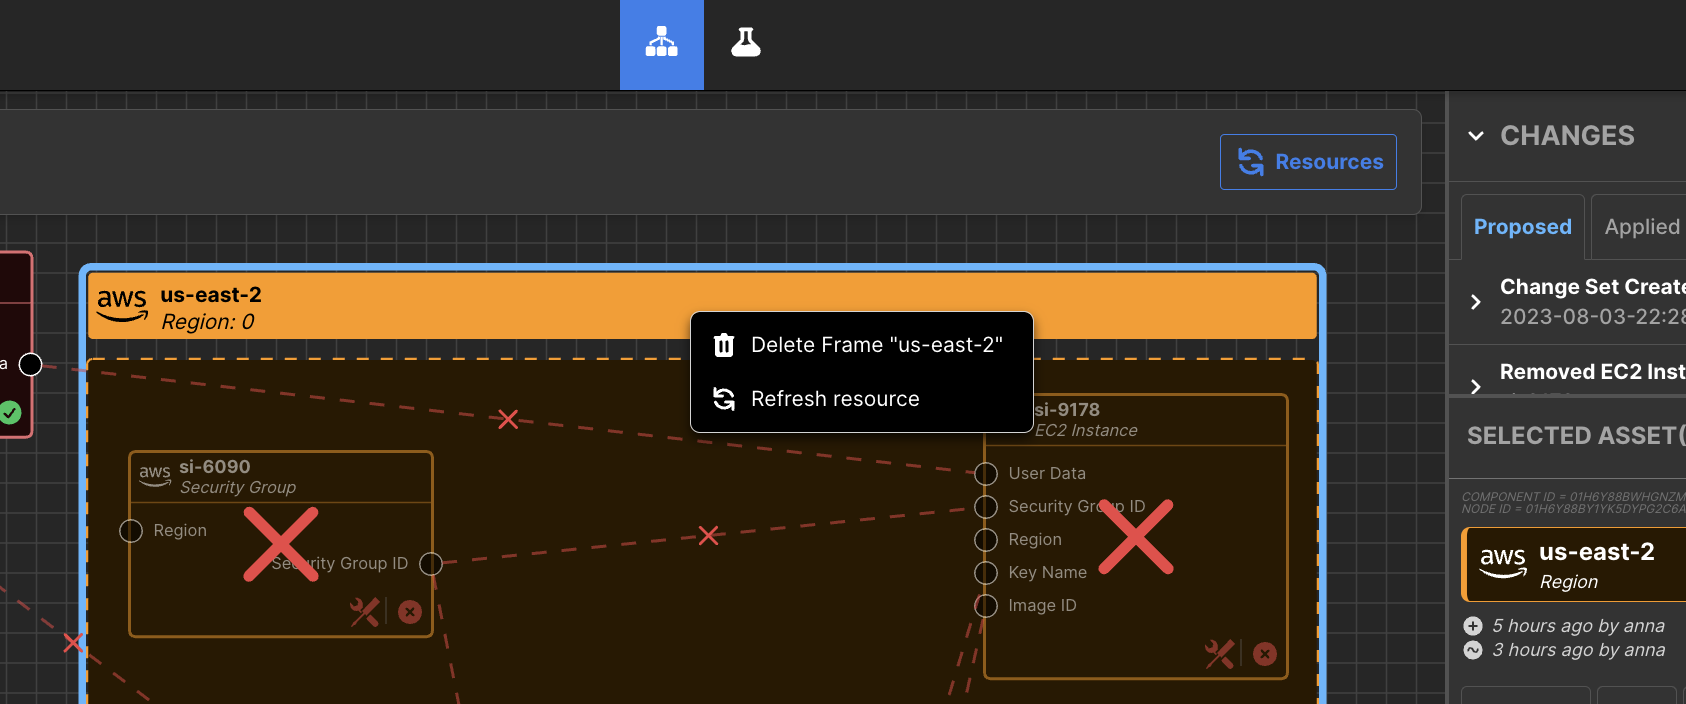 Resources
CHANGES
Proposed
Applied
Change Set Create
2023-08-03-22:28
Removed EC2 Inst
SELECTED ASSET(
COMPONENT ID = 01H6Y88BWHGNZM
NODE ID = 01H6Y88BY1YK5DYPG2C6A
aws us-east-2
Region
5 hours ago by anna
3 hours ago by anna
aws us-east-2
Region: 0
Delete Frame "us-east-2"
Refresh resource
a
aws si-6090
Security Group
Region
Security Group ID
si-9178
EC2 Instance
User Data
Security Group ID
Region
Key Name
Image ID